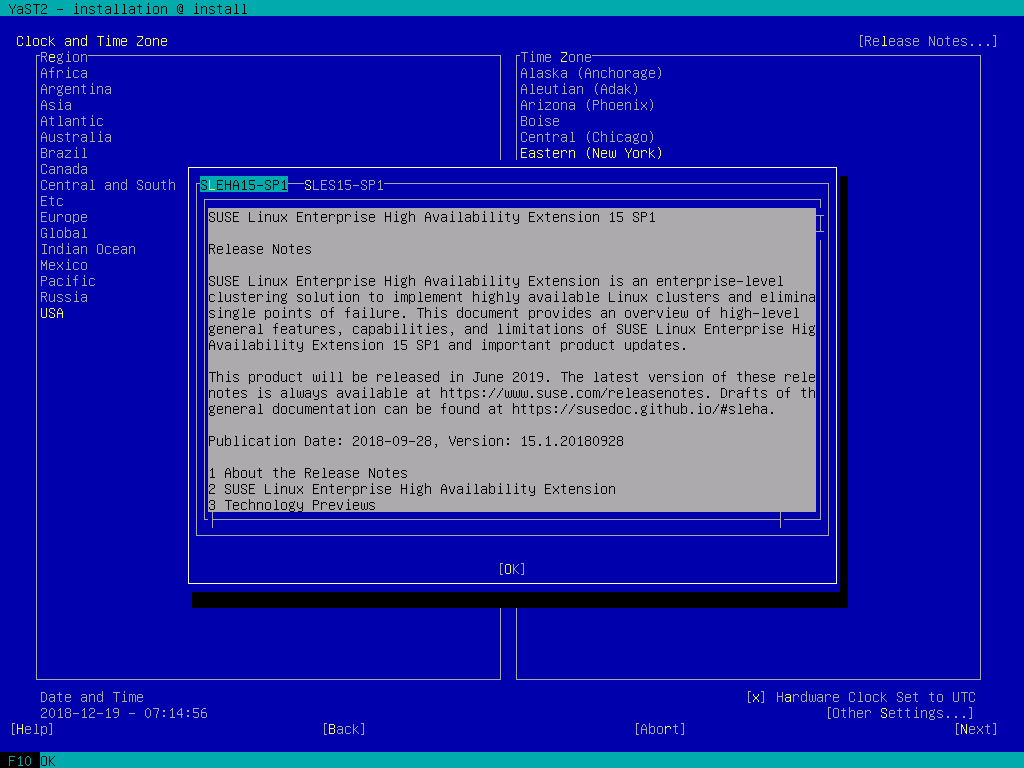 YaST2 - installation @ install
Clock and Time Zone [Release Notes...]
Region Time Zone
Africa Alaska (Anchorage)
Argentina Aleutian (Adak)
Asia Arizona (Phoenix)
Atlantic Boise
Australia Central (Chicago)
Brazil Eastern (New York)
Canada
Central and South
Etc
Europe
Global
Indian Ocean
Mexico
Pacific
Russia
USA
SLEHA15-SP1 SLES15-SP1
SUSE Linux Enterprise High Availability Extension 15 SP1
Release Notes
SUSE Linux Enterprise High Availability Extension is an enterprise-level
clustering solution to implement highly available Linux clusters and elimina
single points of failure. This document provides an overview of high-level
general features, capabilities, and limitations of SUSE Linux Enterprise Hig
Availability Extension 15 SP1 and important product updates.
This product will be released in June 2019. The latest version of these rele
notes is always available at https://www.suse.com/releasenotes. Drafts of th
general documentation can be found at https://susedoc.github.io/#sleha.
Publication Date: 2018-09-28, Version: 15.1.20180928
1 About the Release Notes
2 SUSE Linux Enterprise High Availability Extension
3 Technology Previews
[OK]
Date and Time [x] Hardware Clock Set to UTC
2018-12-19 - 07:14:56 [Other Settings...]
[Help] [Back] [Abort] [Next]
F10 OK